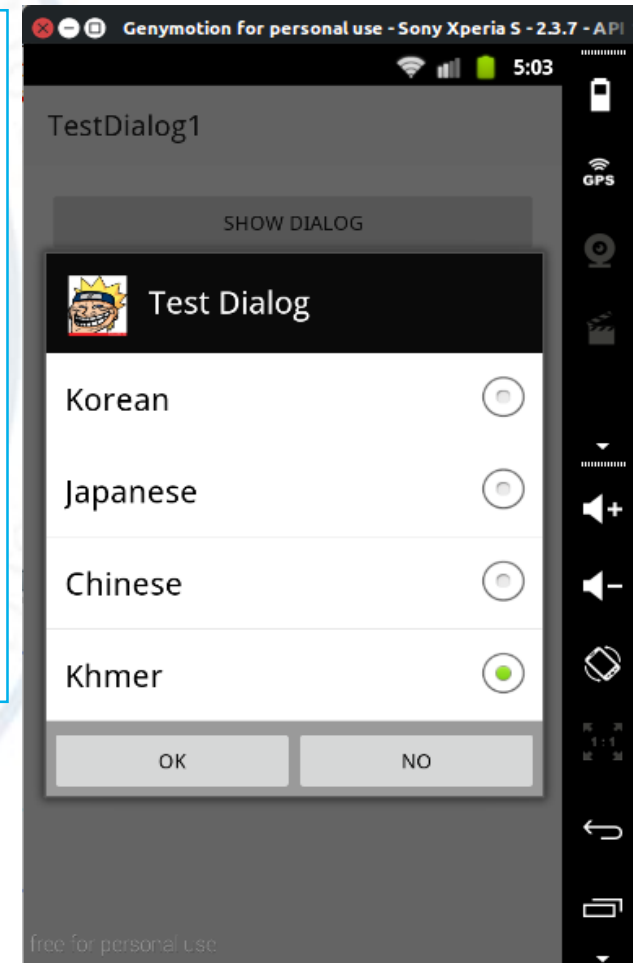 Genymotion for personal use - Sony Xperia S - 2.3.7 - API
5:03
TestDialog1
GPS
SHOW DIALOG
Test Dialog
Korean
Japanese
Chinese
Khmer
1:1
OK
NO
free for personal use